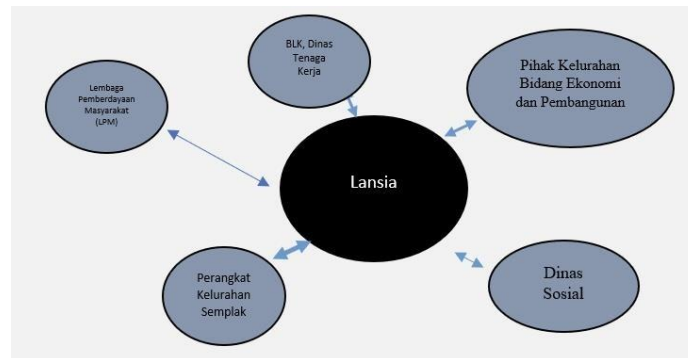 BLK, Dinas
Tenaga
Kerja
Pihak Kelurahan
Bidang Ekonomi
dan Pembangunan
Lembaga
Pemberdayaan
Masyarakat
(LPM)
Lansia
Perangkat
Kelurahan
Semplak
Dinas
Sosial